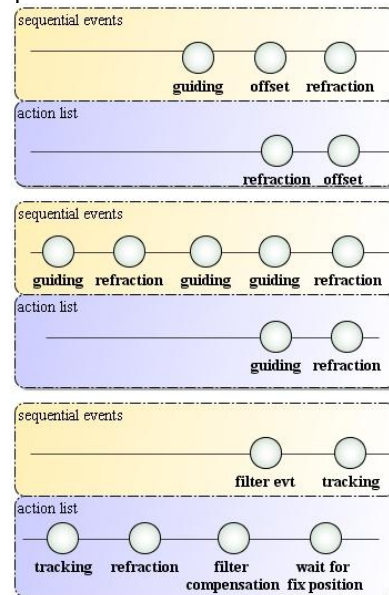 sequential events
guiding offset refraction
action list
refraction offset
sequential events
guiding refraction guiding guiding refraction
action list
guiding refraction
sequential events
filter evt tracking
action list
tracking refraction filter wait for
compensation fix position